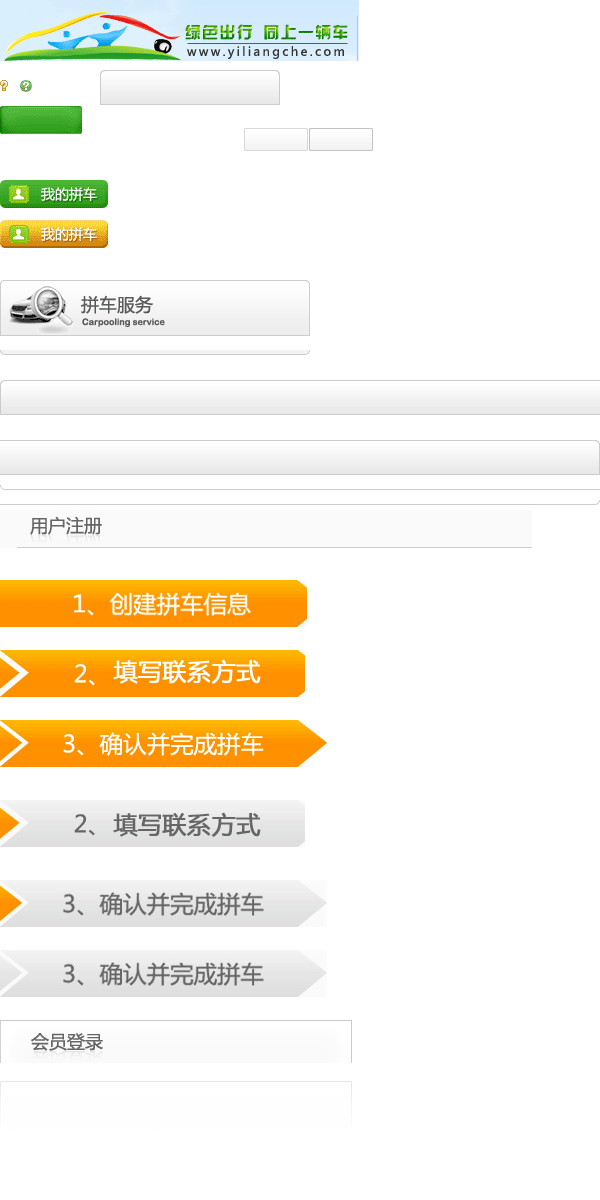 绿色出行 同上一辆车
www.yiliangche.com
我的拼车
我的拼车
拼车服务
Carpooling service
用户注册
1、创建拼车信息
2、填写联系方式
3、确认并完成拼车
2、填写联系方式
3、确认并完成拼车
3、确认并完成拼车
会员登录